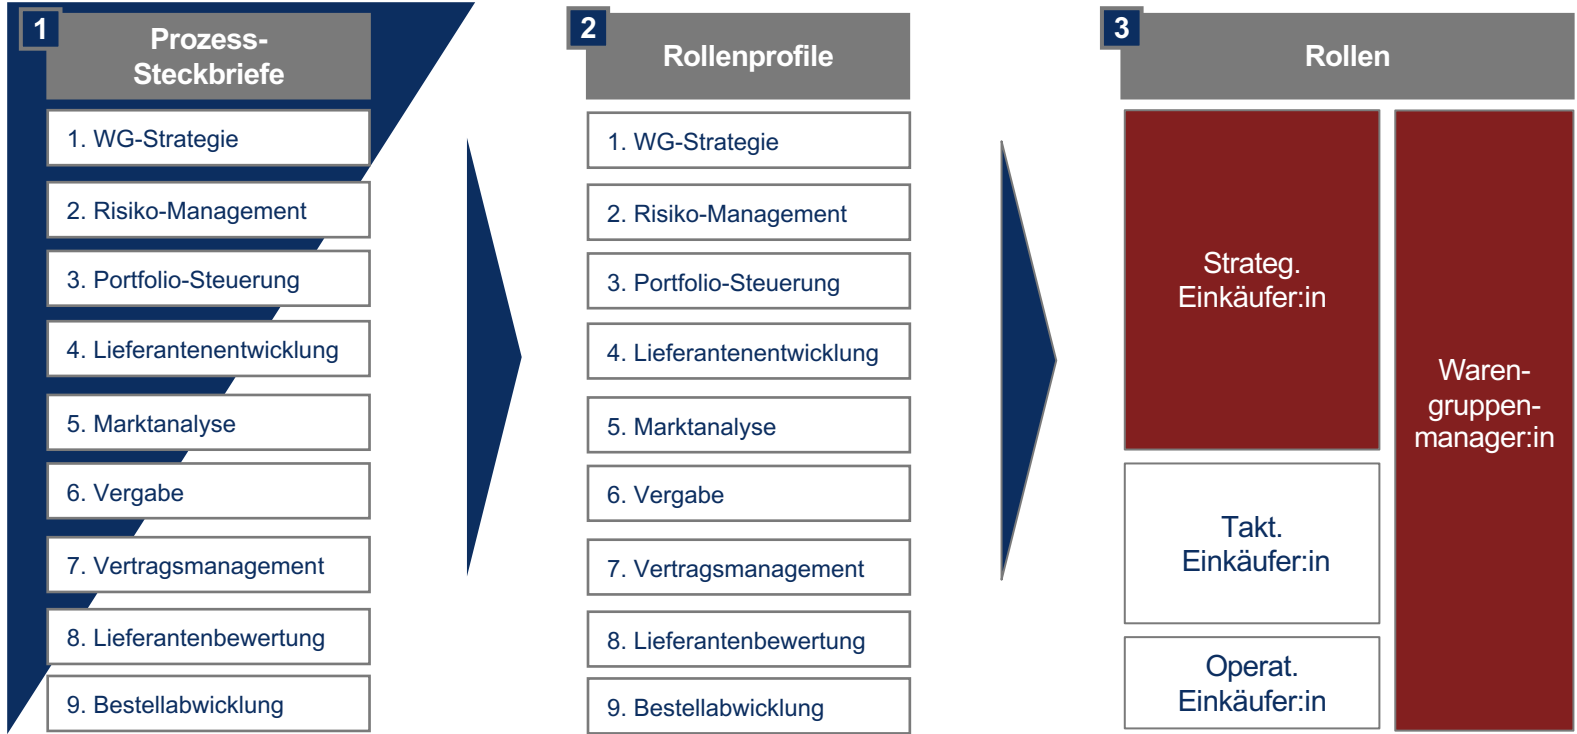 1
Prozess-
Steckbriefe
1. WG-Strategie
2. Risiko-Management
3. Portfolio-Steuerung
4. Lieferantenentwicklung
5. Marktanalyse
6. Vergabe
7. Vertragsmanagement
8. Lieferantenbewertung
9. Bestellabwicklung
2
Rollenprofile
1. WG-Strategie
2. Risiko-Management
3. Portfolio-Steuerung
4. Lieferantenentwicklung
5. Marktanalyse
6. Vergabe
7. Vertragsmanagement
8. Lieferantenbewertung
9. Bestellabwicklung
3
Rollen
Strateg.
Einkäufer:in
Takt.
Einkäufer:in
Operat.
Einkäufer:in
Waren-
gruppen-
manager:in